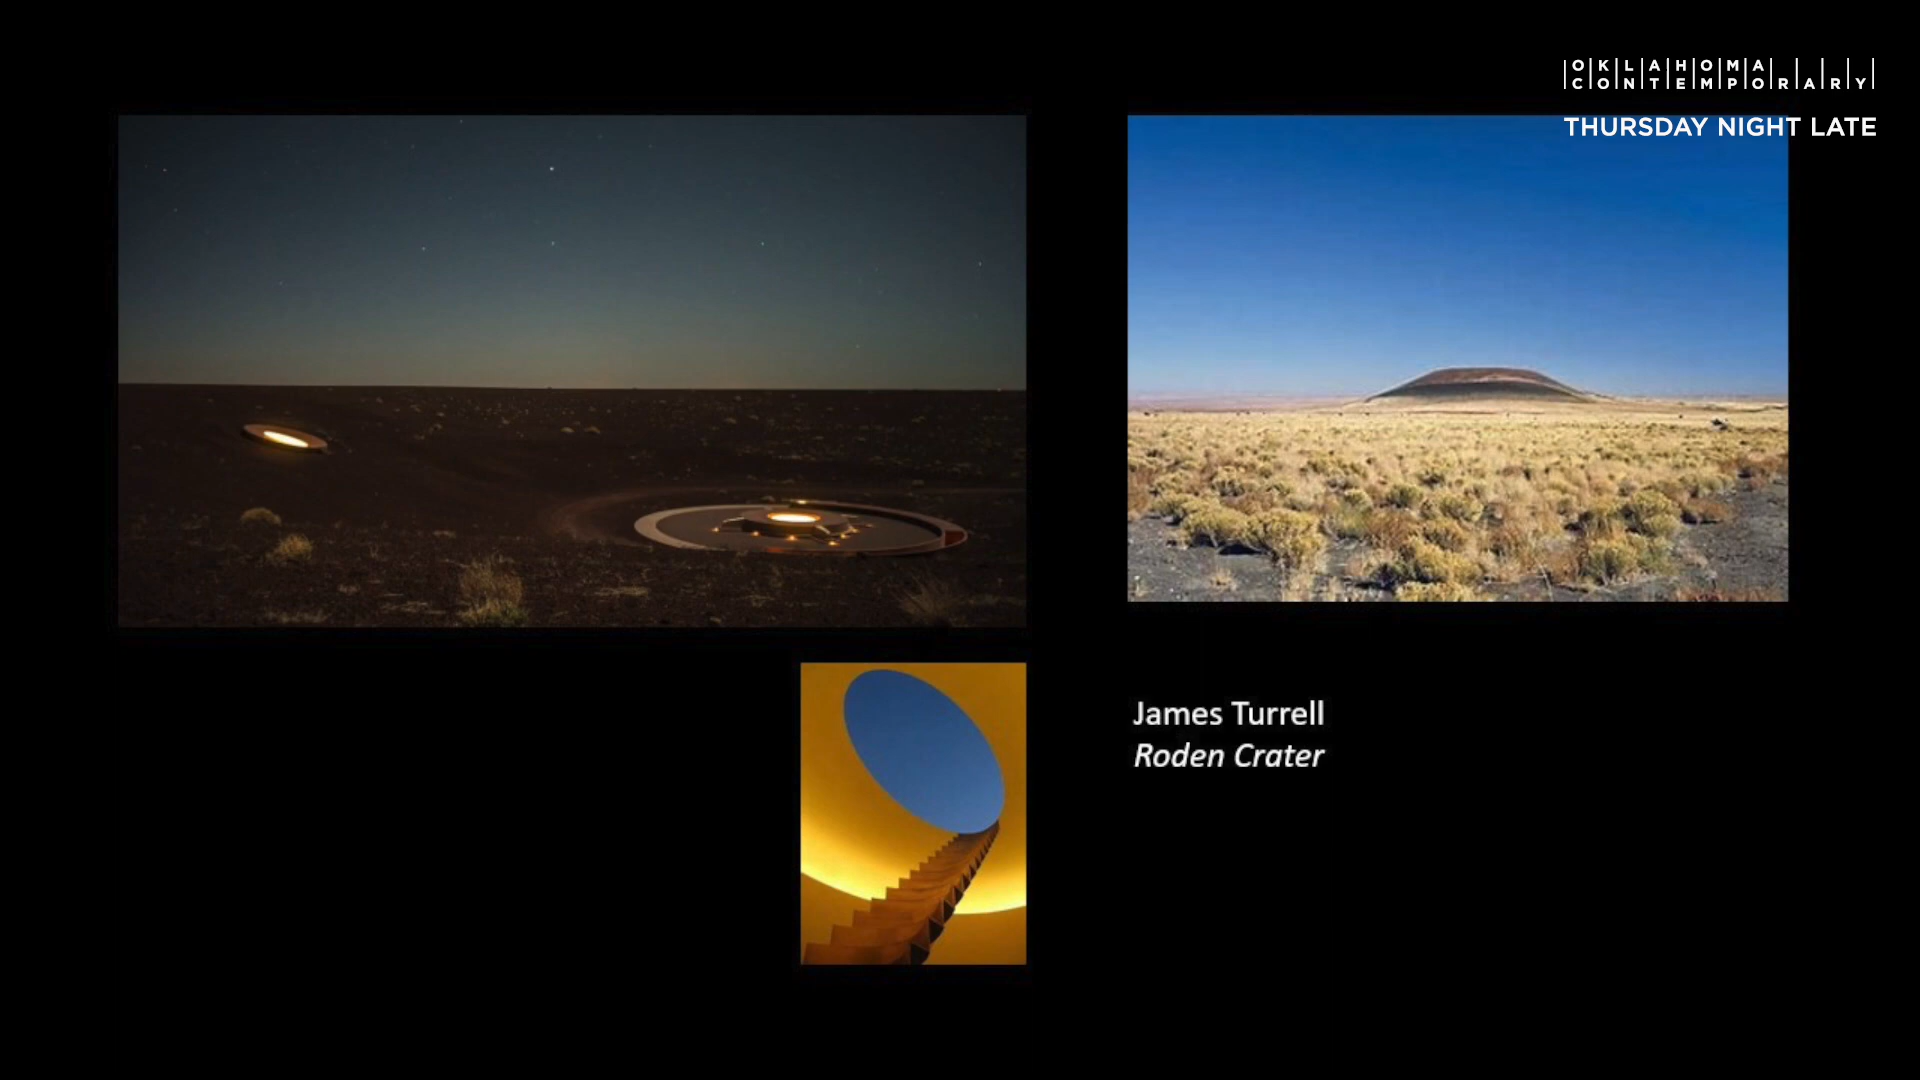 OKLAHOMA
CONTEMPORARY
THURSDAY NIGHT LATE
James Turrell
Roden Crater